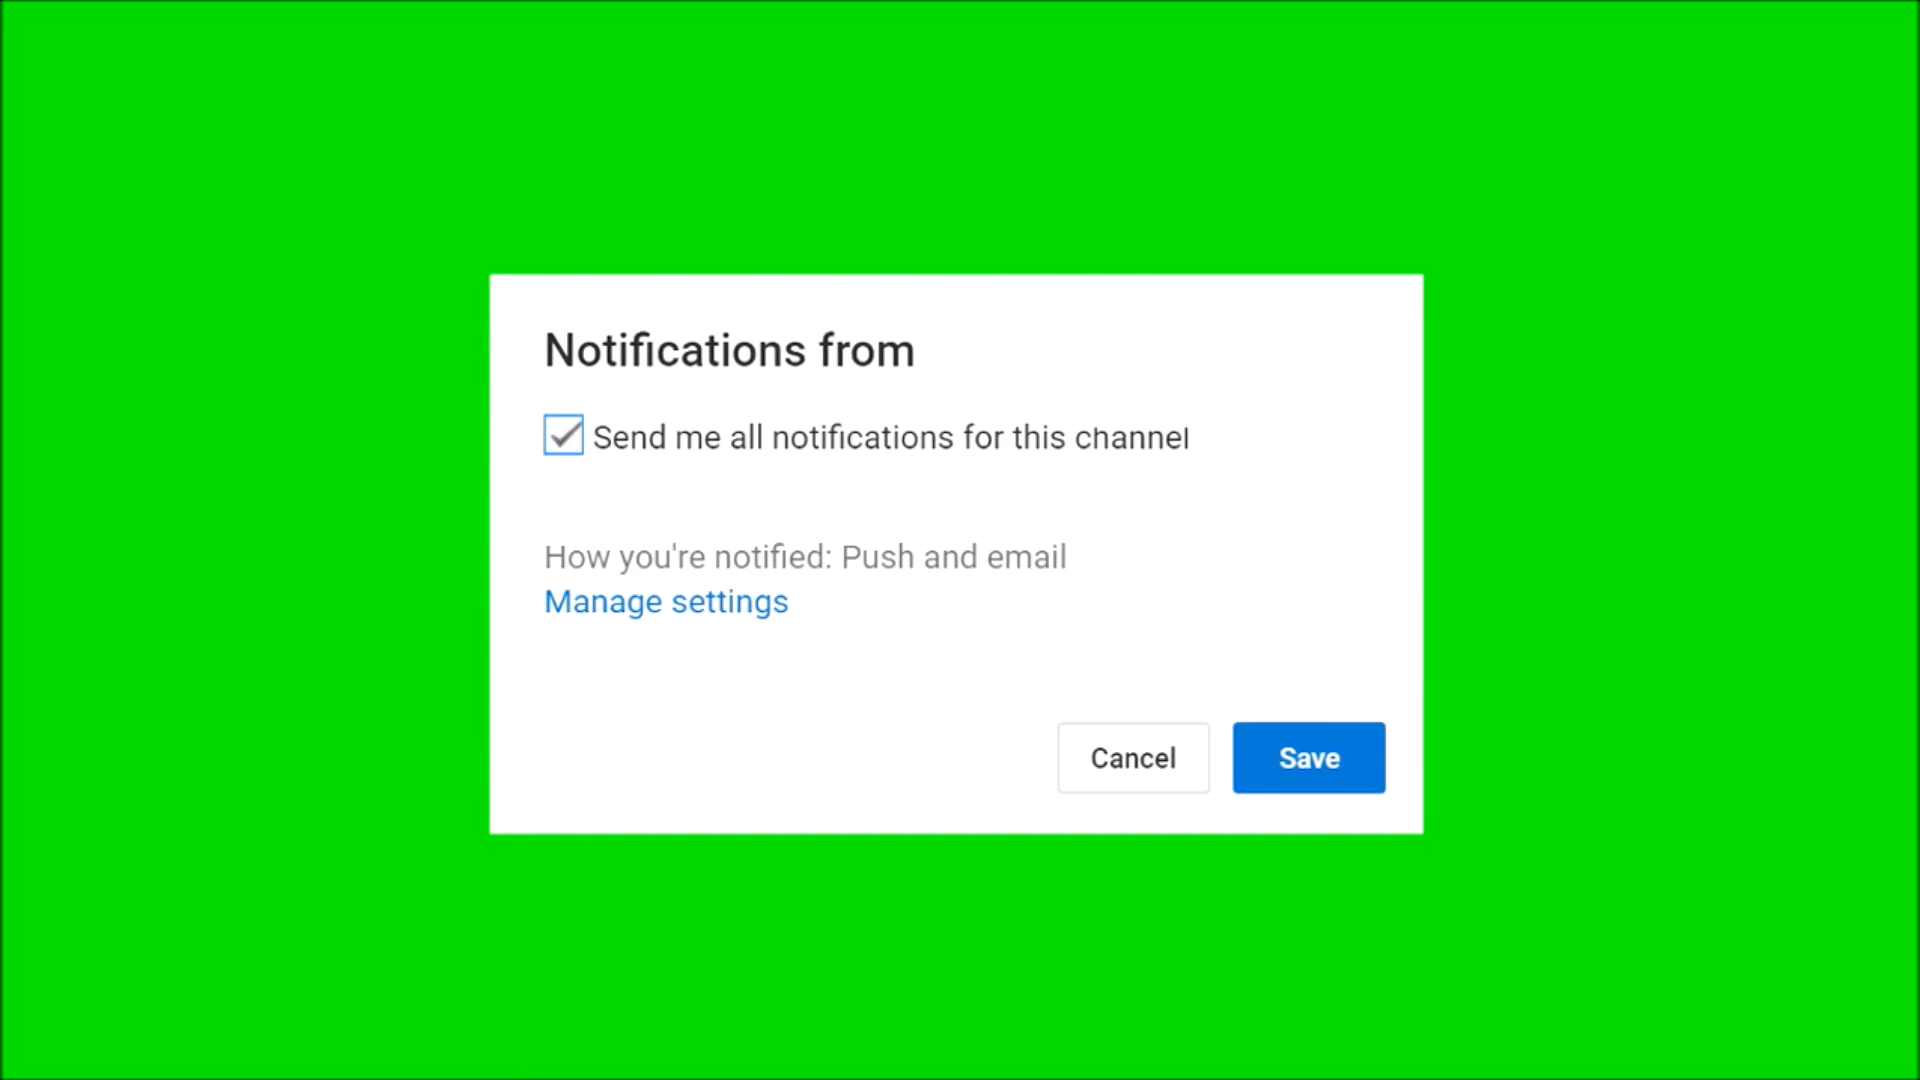 Notifications from
Send me all notifications for this channel
How you're notified: Push and email
Manage settings
Cancel
Save